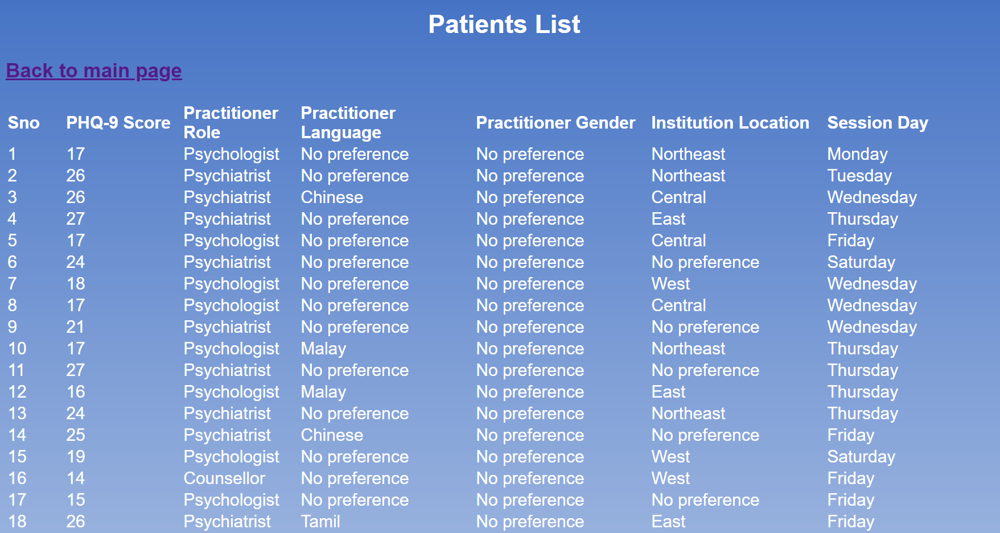 Patients List
Back to main page
Sno PHQ-9 Score Practitioner Role Practitioner Language Practitioner Gender Institution Location Session Day
1 17 Psychologist No preference No preference Northeast Monday
2 26 Psychiatrist No preference No preference Northeast Tuesday
3 26 Psychiatrist Chinese No preference Central Wednesday
4 27 Psychiatrist No preference No preference East Thursday
5 17 Psychologist No preference No preference Central Friday
6 24 Psychiatrist No preference No preference No preference Saturday
7 18 Psychologist No preference No preference West Wednesday
8 17 Psychologist No preference No preference Central Wednesday
9 21 Psychiatrist No preference No preference No preference Wednesday
10 17 Psychologist Malay No preference Northeast Thursday
11 27 Psychiatrist No preference No preference No preference Thursday
12 16 Psychologist Malay No preference East Thursday
13 24 Psychiatrist No preference No preference Northeast Thursday
14 25 Psychiatrist Chinese No preference No preference Friday
15 19 Psychologist No preference No preference West Saturday
16 14 Counsellor No preference No preference West Friday
17 15 Psychologist No preference No preference No preference Friday
18 26 Psychiatrist Tamil No preference East Friday